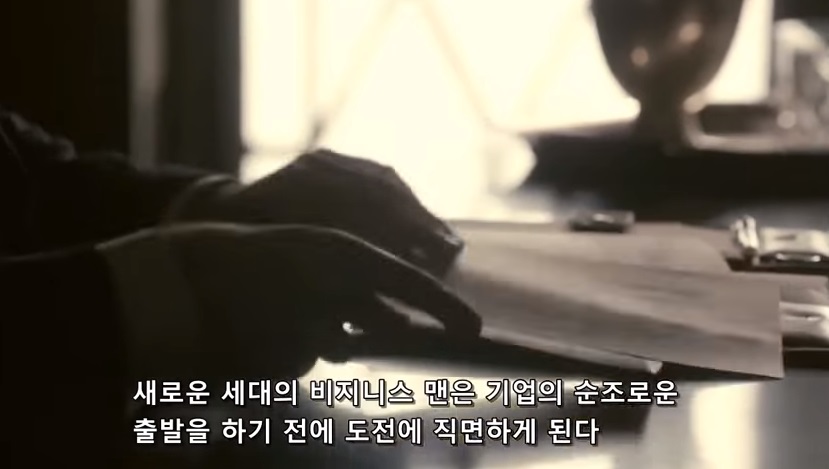 새로운 세대의 비지니스 맨은 기업의 순조로운
출발을 하기 전에 도전에 직면하게 된다